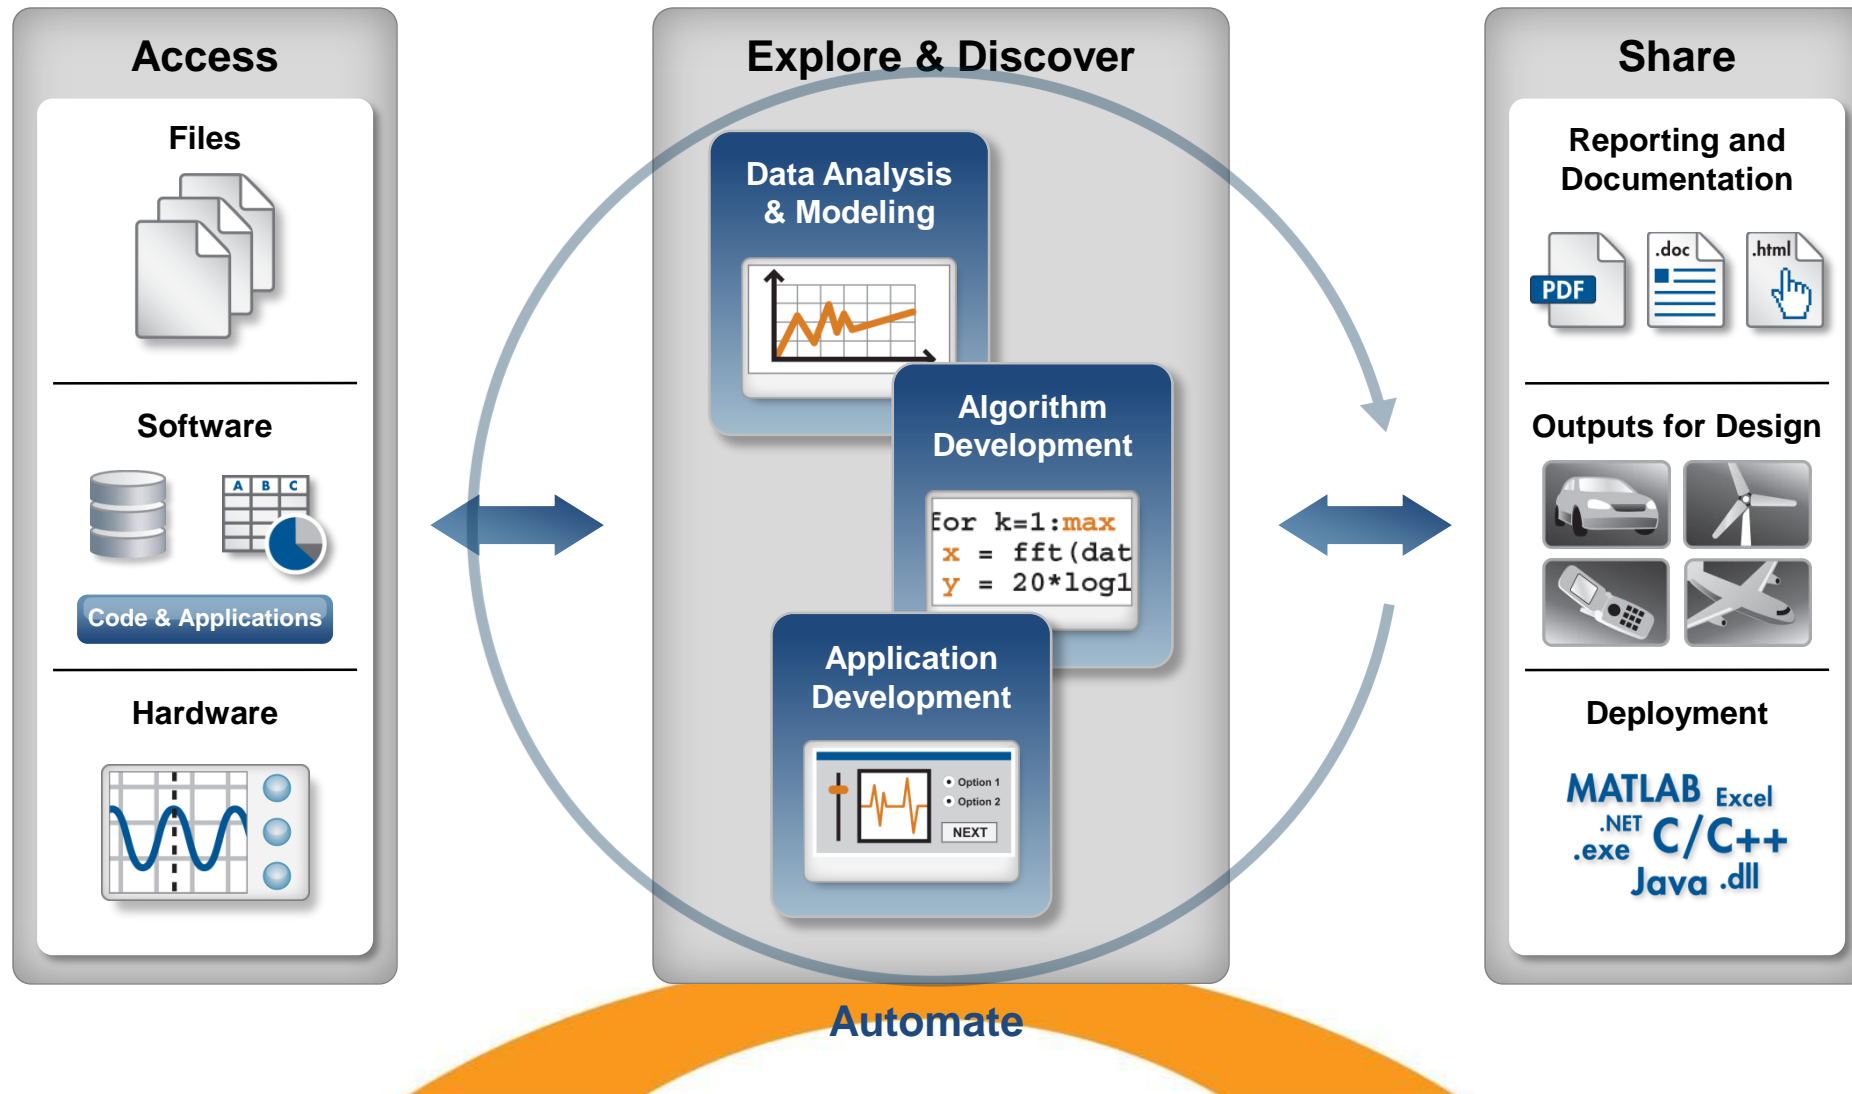 Access
Files
Software
A B C
Code & Applications
Hardware
Explore & Discover
Data Analysis
& Modeling
Algorithm
Development
for k=1:max
x = fft(dat
y = 20*log1
Application
Development
Option 1
Option 2
NEXT
Automate
Share
Reporting and
Documentation
PDF
.doc
.html
Outputs for Design
Deployment
MATLAB Excel
.NET C/C++
.exe
Java .dll